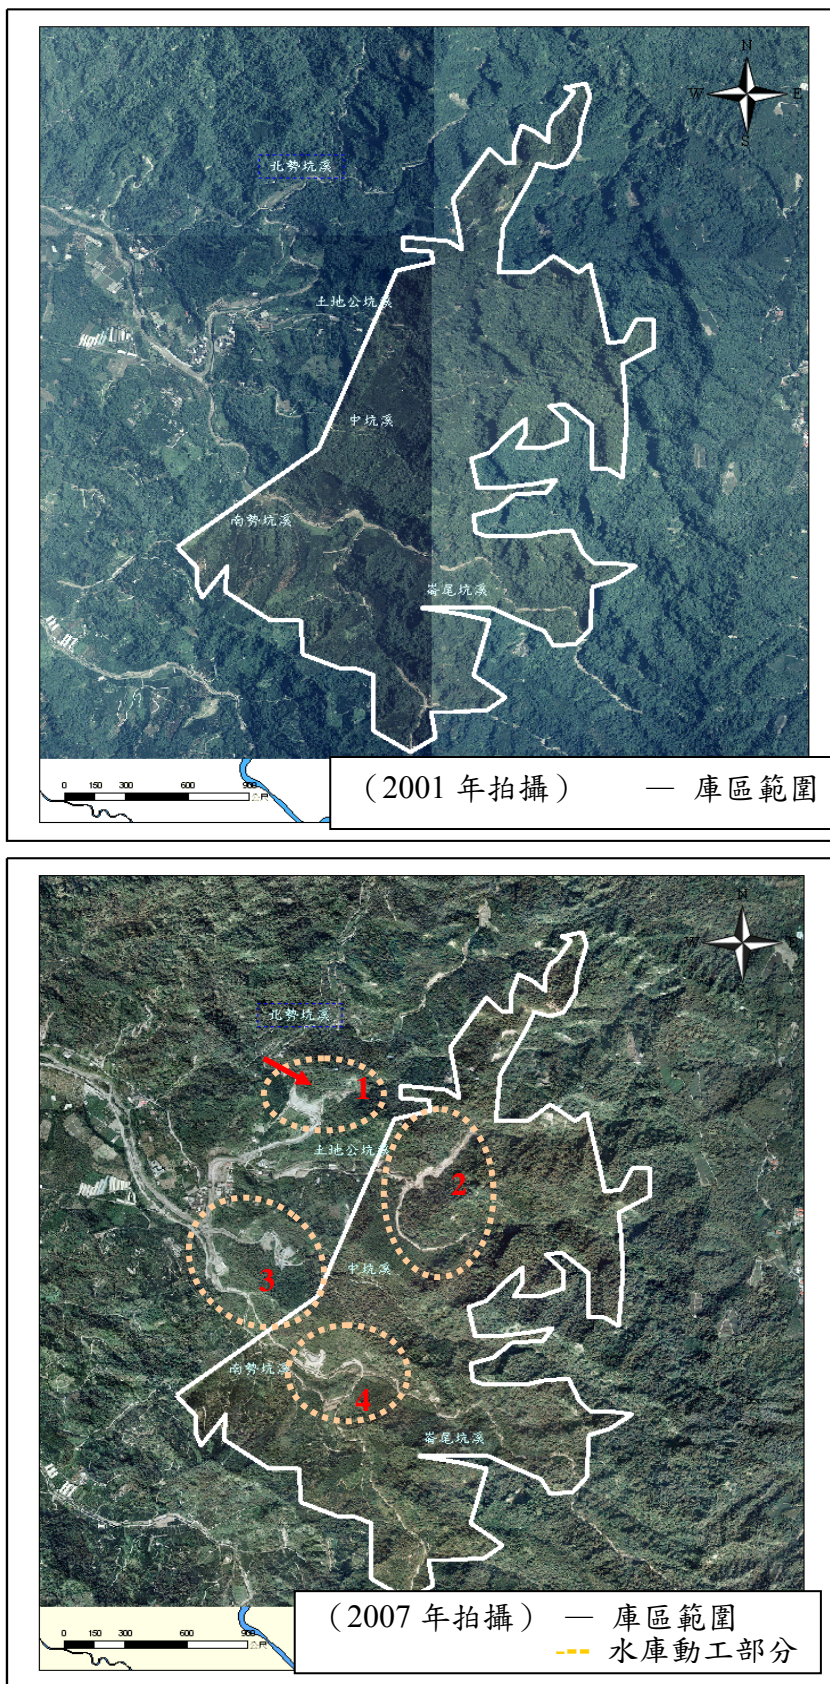 N
W E
S
北勢坑溪
土地公坑溪
中坑溪
南勢坑溪
崙尾坑溪
0 150 300 600 900
公尺
（2001 年拍攝） — 庫區範圍
N
W
北勢坑溪
1
土地公坑溪
2
3
中坑溪
南勢坑溪
4
崙尾坑溪
0 150 300 600 900
公尺
（2007 年拍攝） — 庫區範圍
--- 水庫動工部分